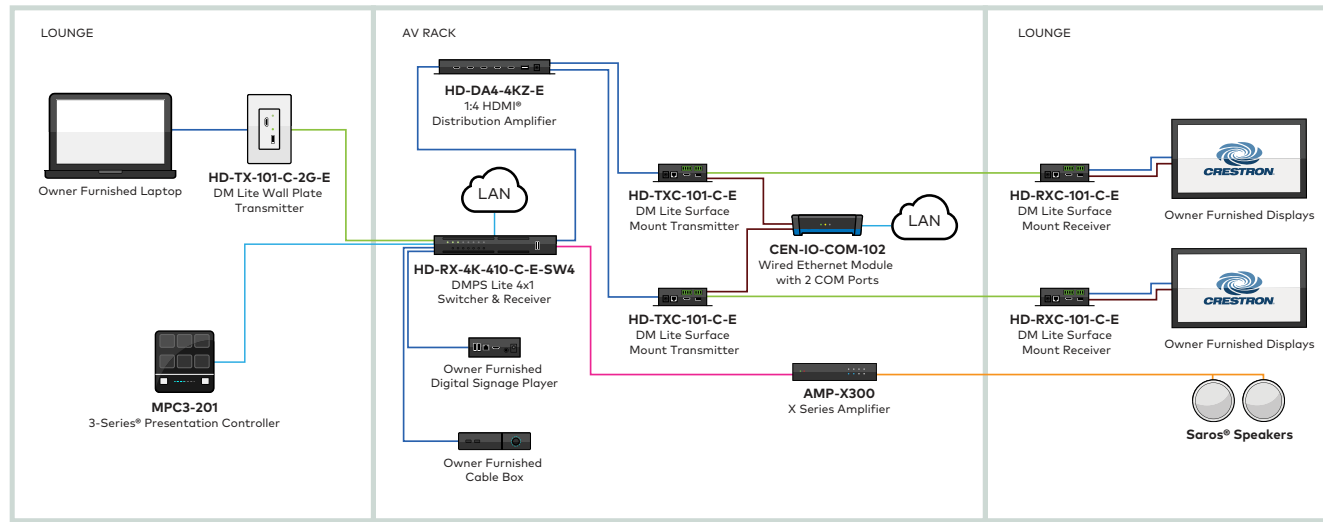 LOUNGE
Owner Furnished Laptop
HD-TX-101-C-2G-E
DM Lite Wall Plate
Transmitter
MPC3-201
3-Series® Presentation Controller
AV RACK
HD-DA4-4KZ-E
1:4 HDMI®
Distribution Amplifier
LAN
HD-RX-4K-410-C-E-SW4
DMPS Lite 4x1
Switcher & Receiver
Owner Furnished
Digital Signage Player
Owner Furnished
Cable Box
HD-TXC-101-C-E
DM Lite Surface
Mount Transmitter
CEN-IO-COM-102
Wired Ethernet Module
with 2 COM Ports
LAN
HD-TXC-101-C-E
DM Lite Surface
Mount Transmitter
AMP-X300
X Series Amplifier
LOUNGE
HD-RXC-101-C-E
DM Lite Surface
Mount Receiver
CRESTRON
Owner Furnished Displays
HD-RXC-101-C-E
DM Lite Surface
Mount Receiver
CRESTRON
Owner Furnished Displays
Saros® Speakers